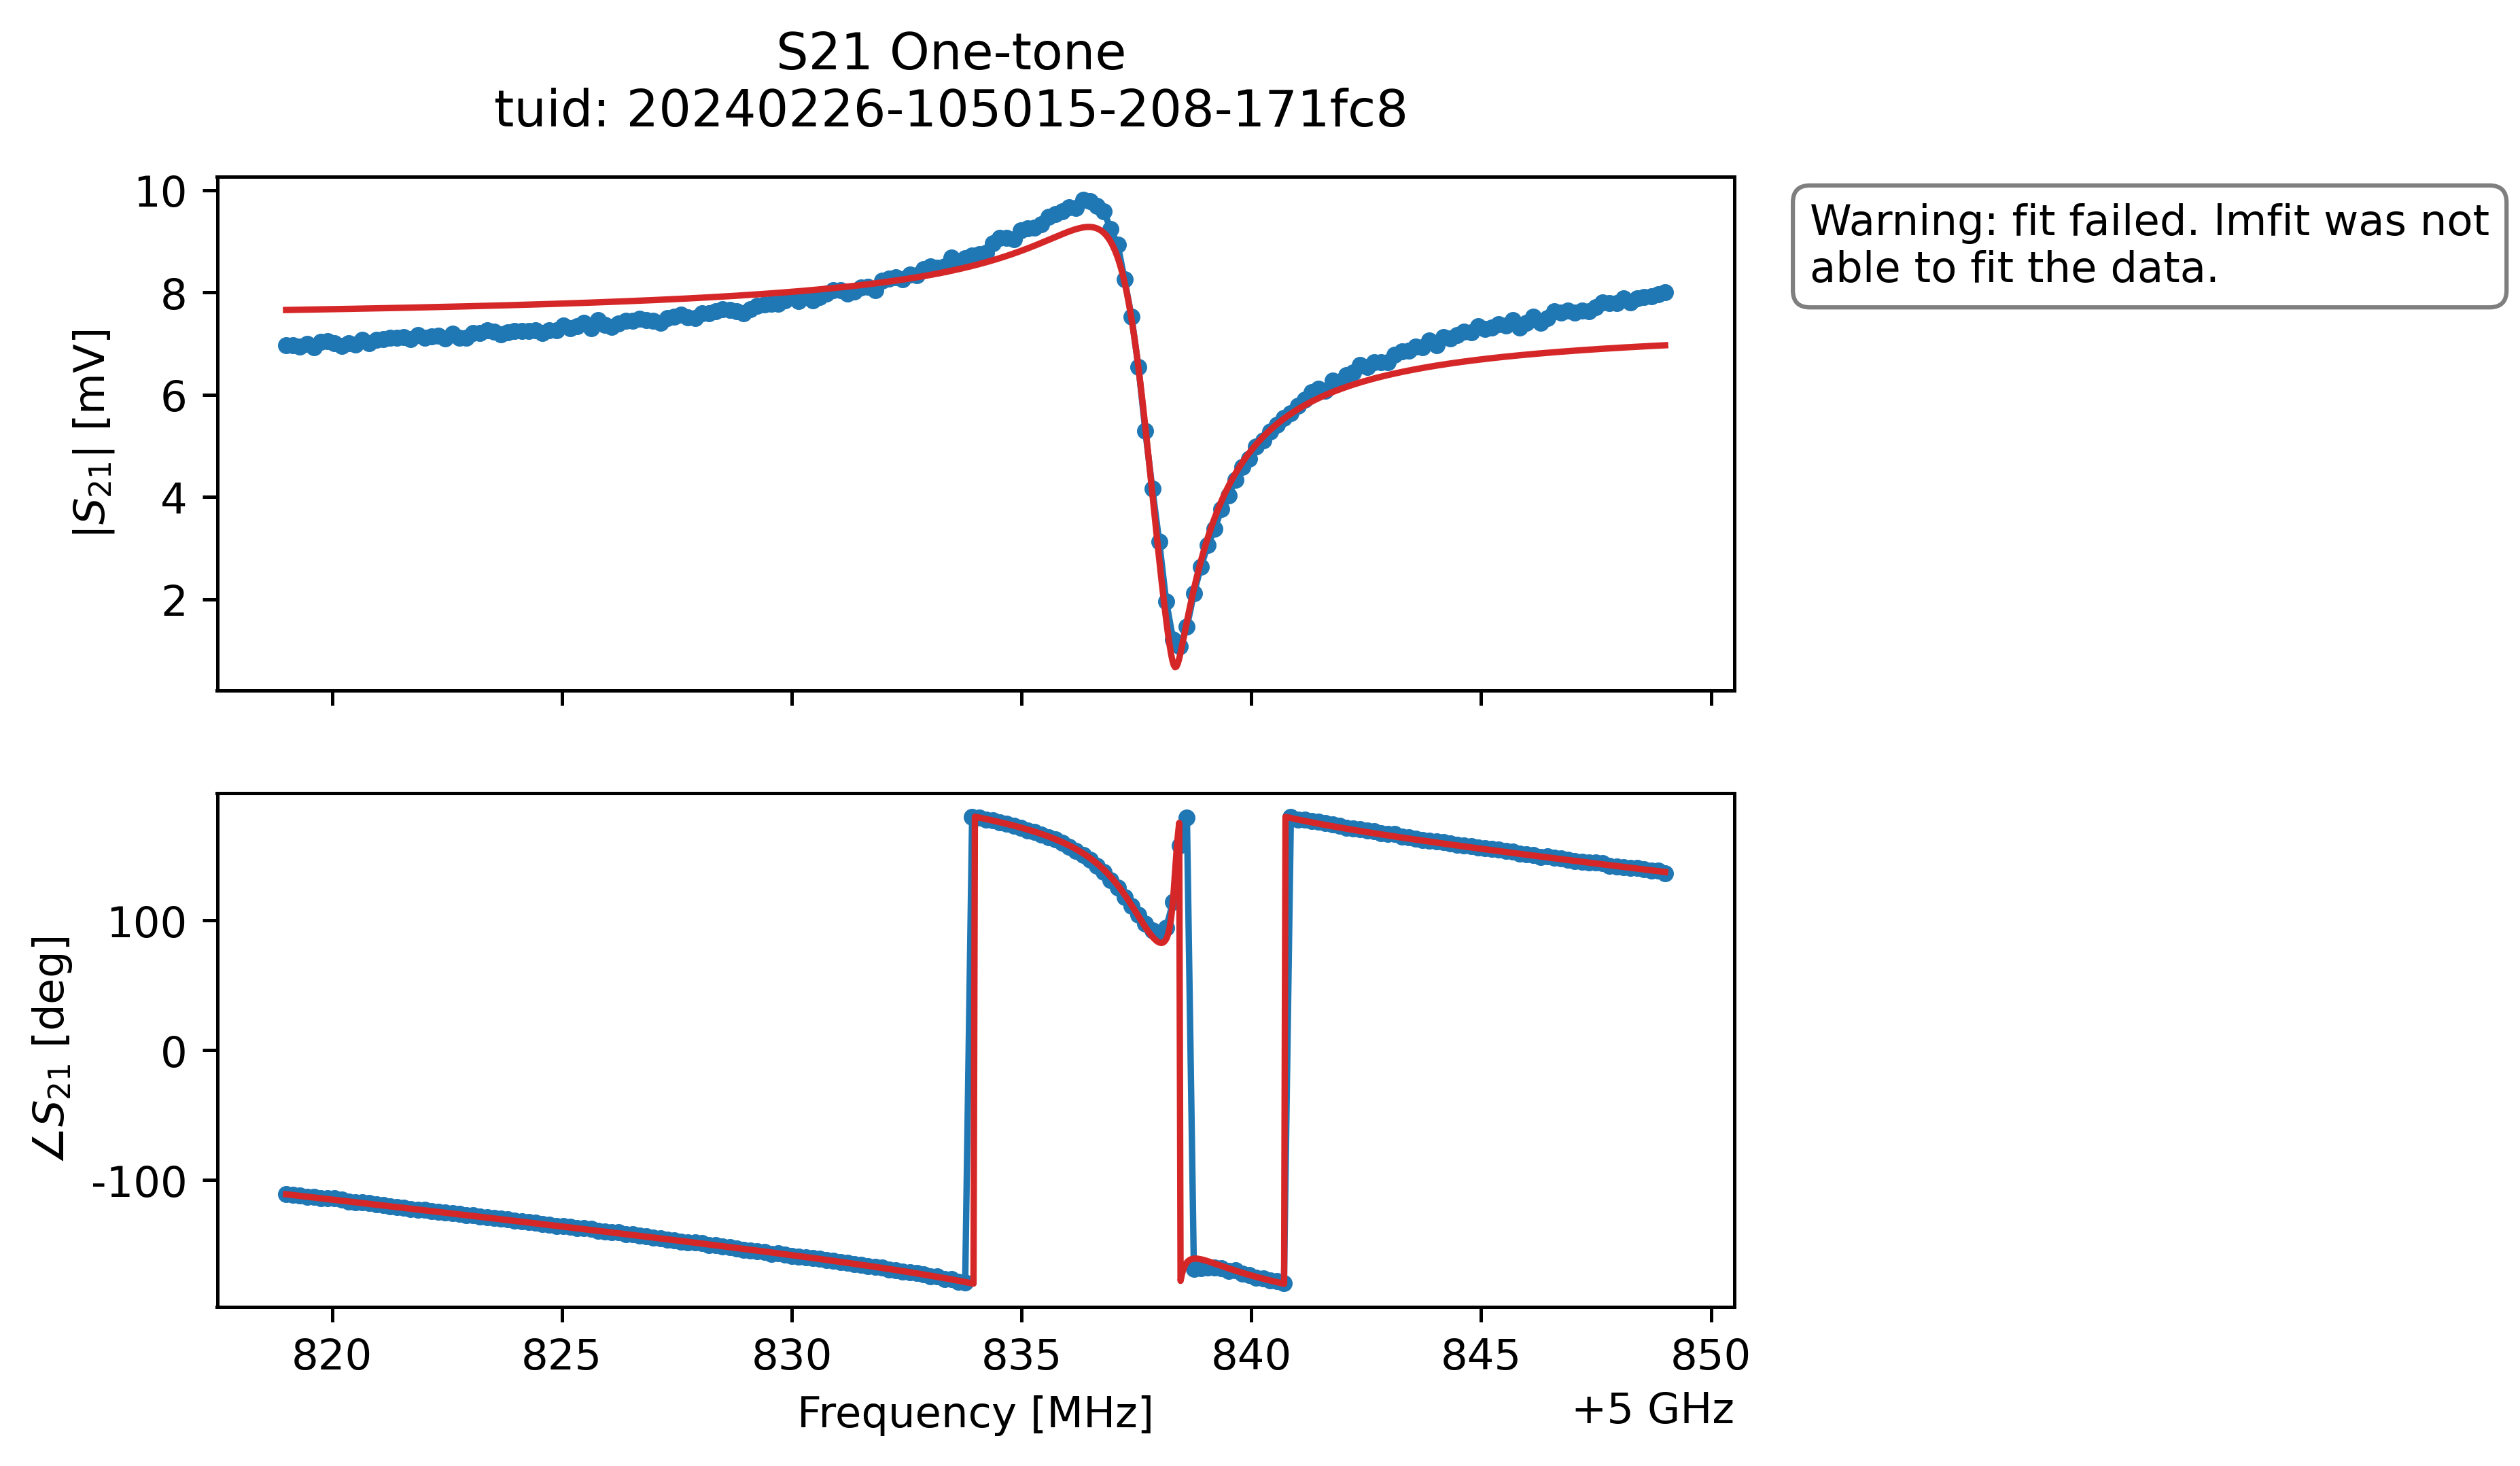 S21 One-tone
tuid: 20240226-105015-208-171fc8
10
8
6
4
2
|S21| [mV]
Warning: fit failed. lmfit was not
able to fit the data.
100
0
-100
∠S21 [deg]
820 825 830 835 840 845 850
Frequency [MHz]
+5 GHz